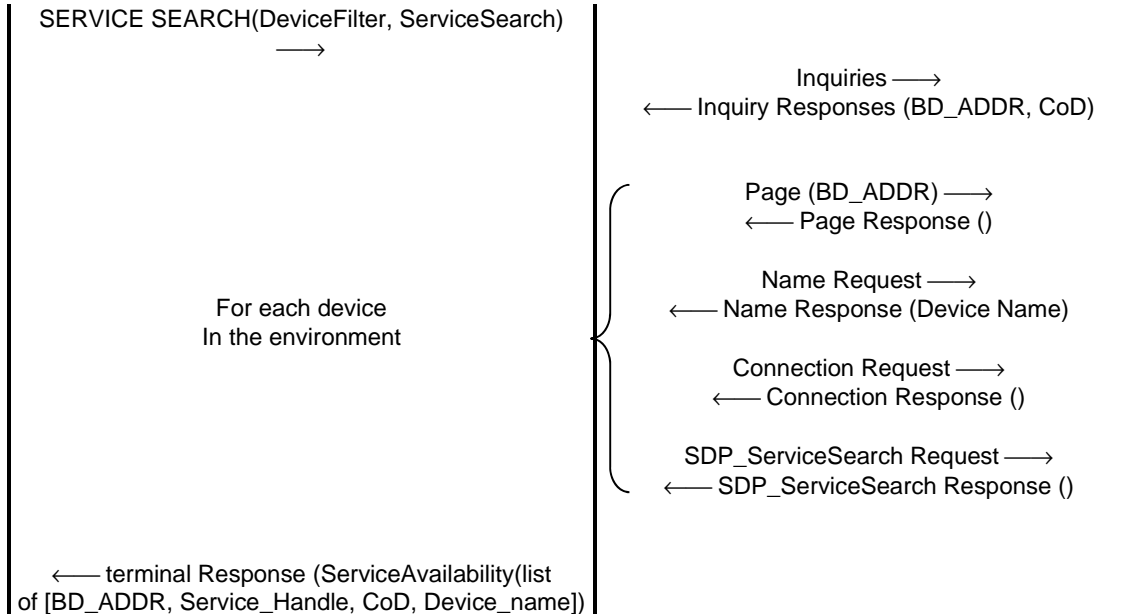 SERVICE SEARCH(DeviceFilter, ServiceSearch)
⟶
Inquiries ⟶
⟵ Inquiry Responses (BD_ADDR, CoD)
Page (BD_ADDR) ⟶
⟵ Page Response ()
Name Request ⟶
⟵ Name Response (Device Name)
For each device
In the environment
Connection Request ⟶
⟵ Connection Response ()
SDP_ServiceSearch Request ⟶
⟵ SDP_ServiceSearch Response ()
⟵ terminal Response (ServiceAvailability(list
of [BD_ADDR, Service_Handle, CoD, Device_name])